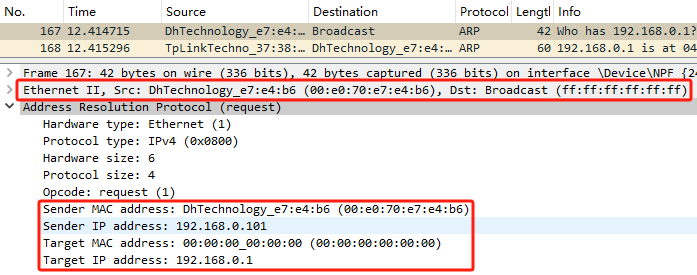 No. Time Source Destination Protocol Lengtl Info
167 12.414715 DhTechnology_e7:e4:… Broadcast ARP 42 Who has 192.168.0.1?
168 12.415296 TpLinkTechno_37:38:… DhTechnology_e7:e4:… ARP 60 192.168.0.1 is at 04
Frame 167: 42 bytes on wire (336 bits), 42 bytes captured (336 bits) on interface \Device\NPF_{24
Ethernet II, Src: DhTechnology_e7:e4:b6 (00:e0:70:e7:e4:b6), Dst: Broadcast (ff:ff:ff:ff:ff:ff)
Address Resolution Protocol (request)
Hardware type: Ethernet (1)
Protocol type: IPv4 (0x0800)
Hardware size: 6
Protocol size: 4
Opcode: request (1)
Sender MAC address: DhTechnology_e7:e4:b6 (00:e0:70:e7:e4:b6)
Sender IP address: 192.168.0.101
Target MAC address: 00:00:00_00:00:00 (00:00:00:00:00:00)
Target IP address: 192.168.0.1